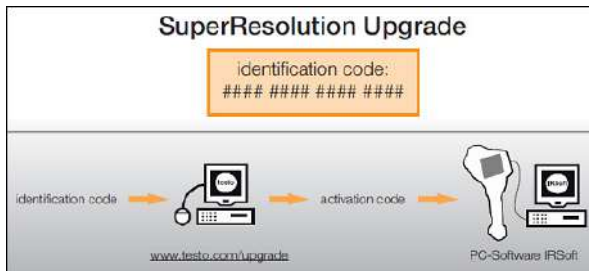 SuperResolution Upgrade
identification code:
#### #### #### ####
identification code
testo
activation code
IRSoft
www.testo.com/upgrade
PC-Software IRSoft